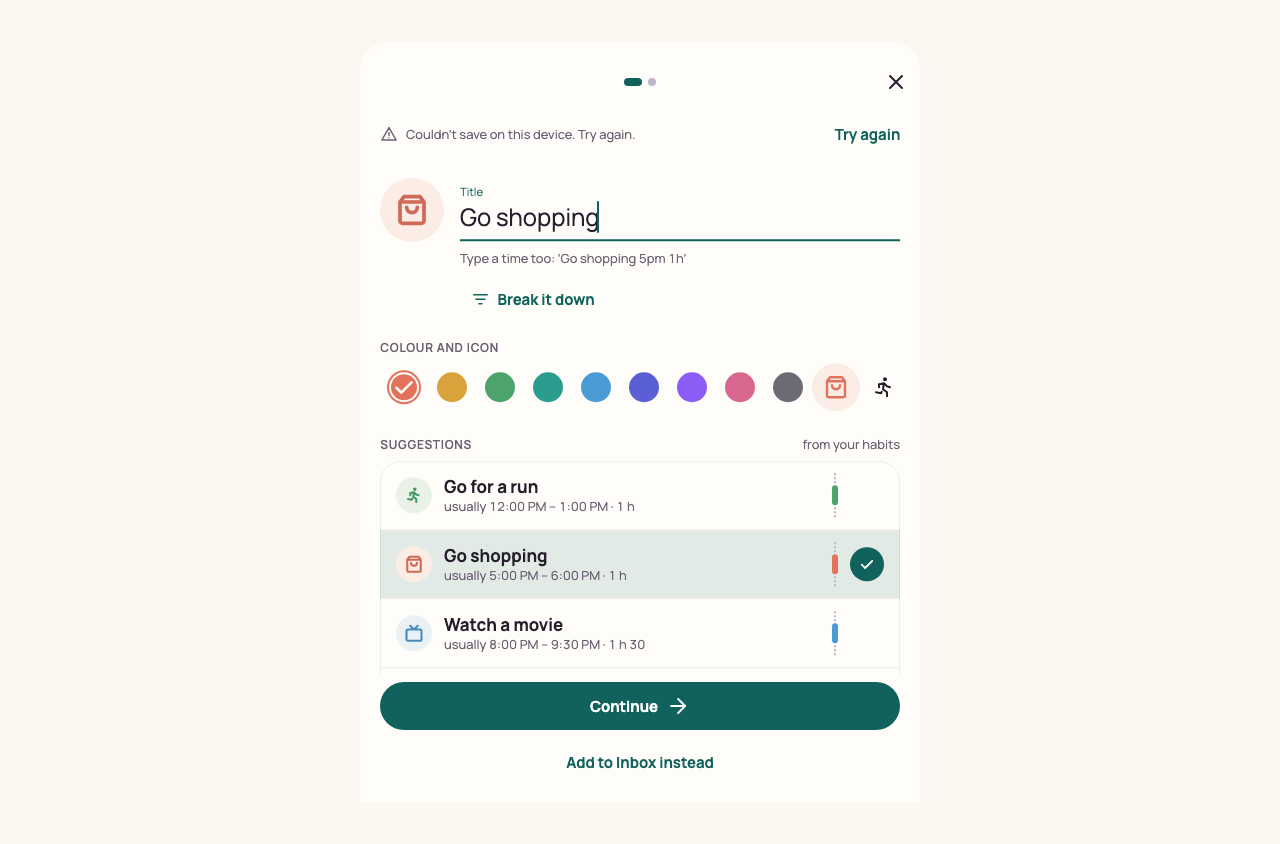 Couldn't save on this device. Try again.
Try again
Title
Go shopping
Type a time too: 'Go shopping 5pm 1h'
Break it down
COLOUR AND ICON
SUGGESTIONS
from your habits
Go for a run
usually 12:00 PM – 1:00 PM · 1 h
Go shopping
usually 5:00 PM – 6:00 PM · 1 h
Watch a movie
usually 8:00 PM – 9:30 PM · 1 h 30
Continue
Add to Inbox instead